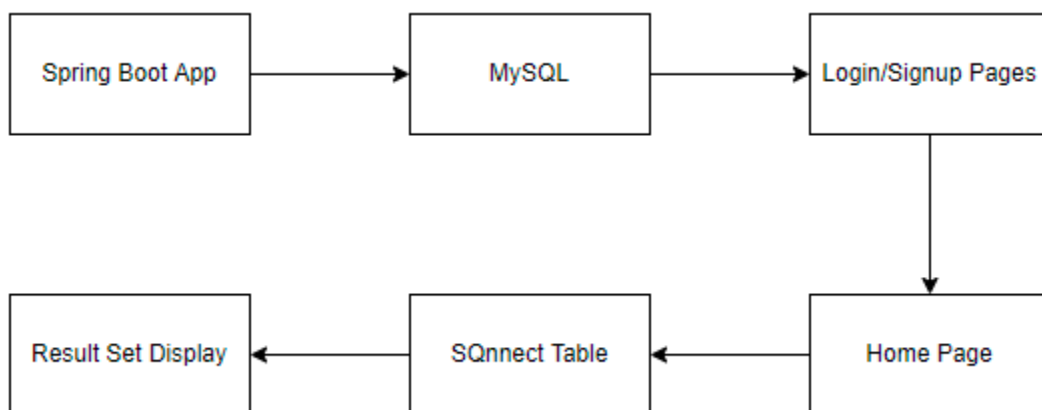 Spring Boot App
MySQL
Login/Signup Pages
Result Set Display
SQnnect Table
Home Page